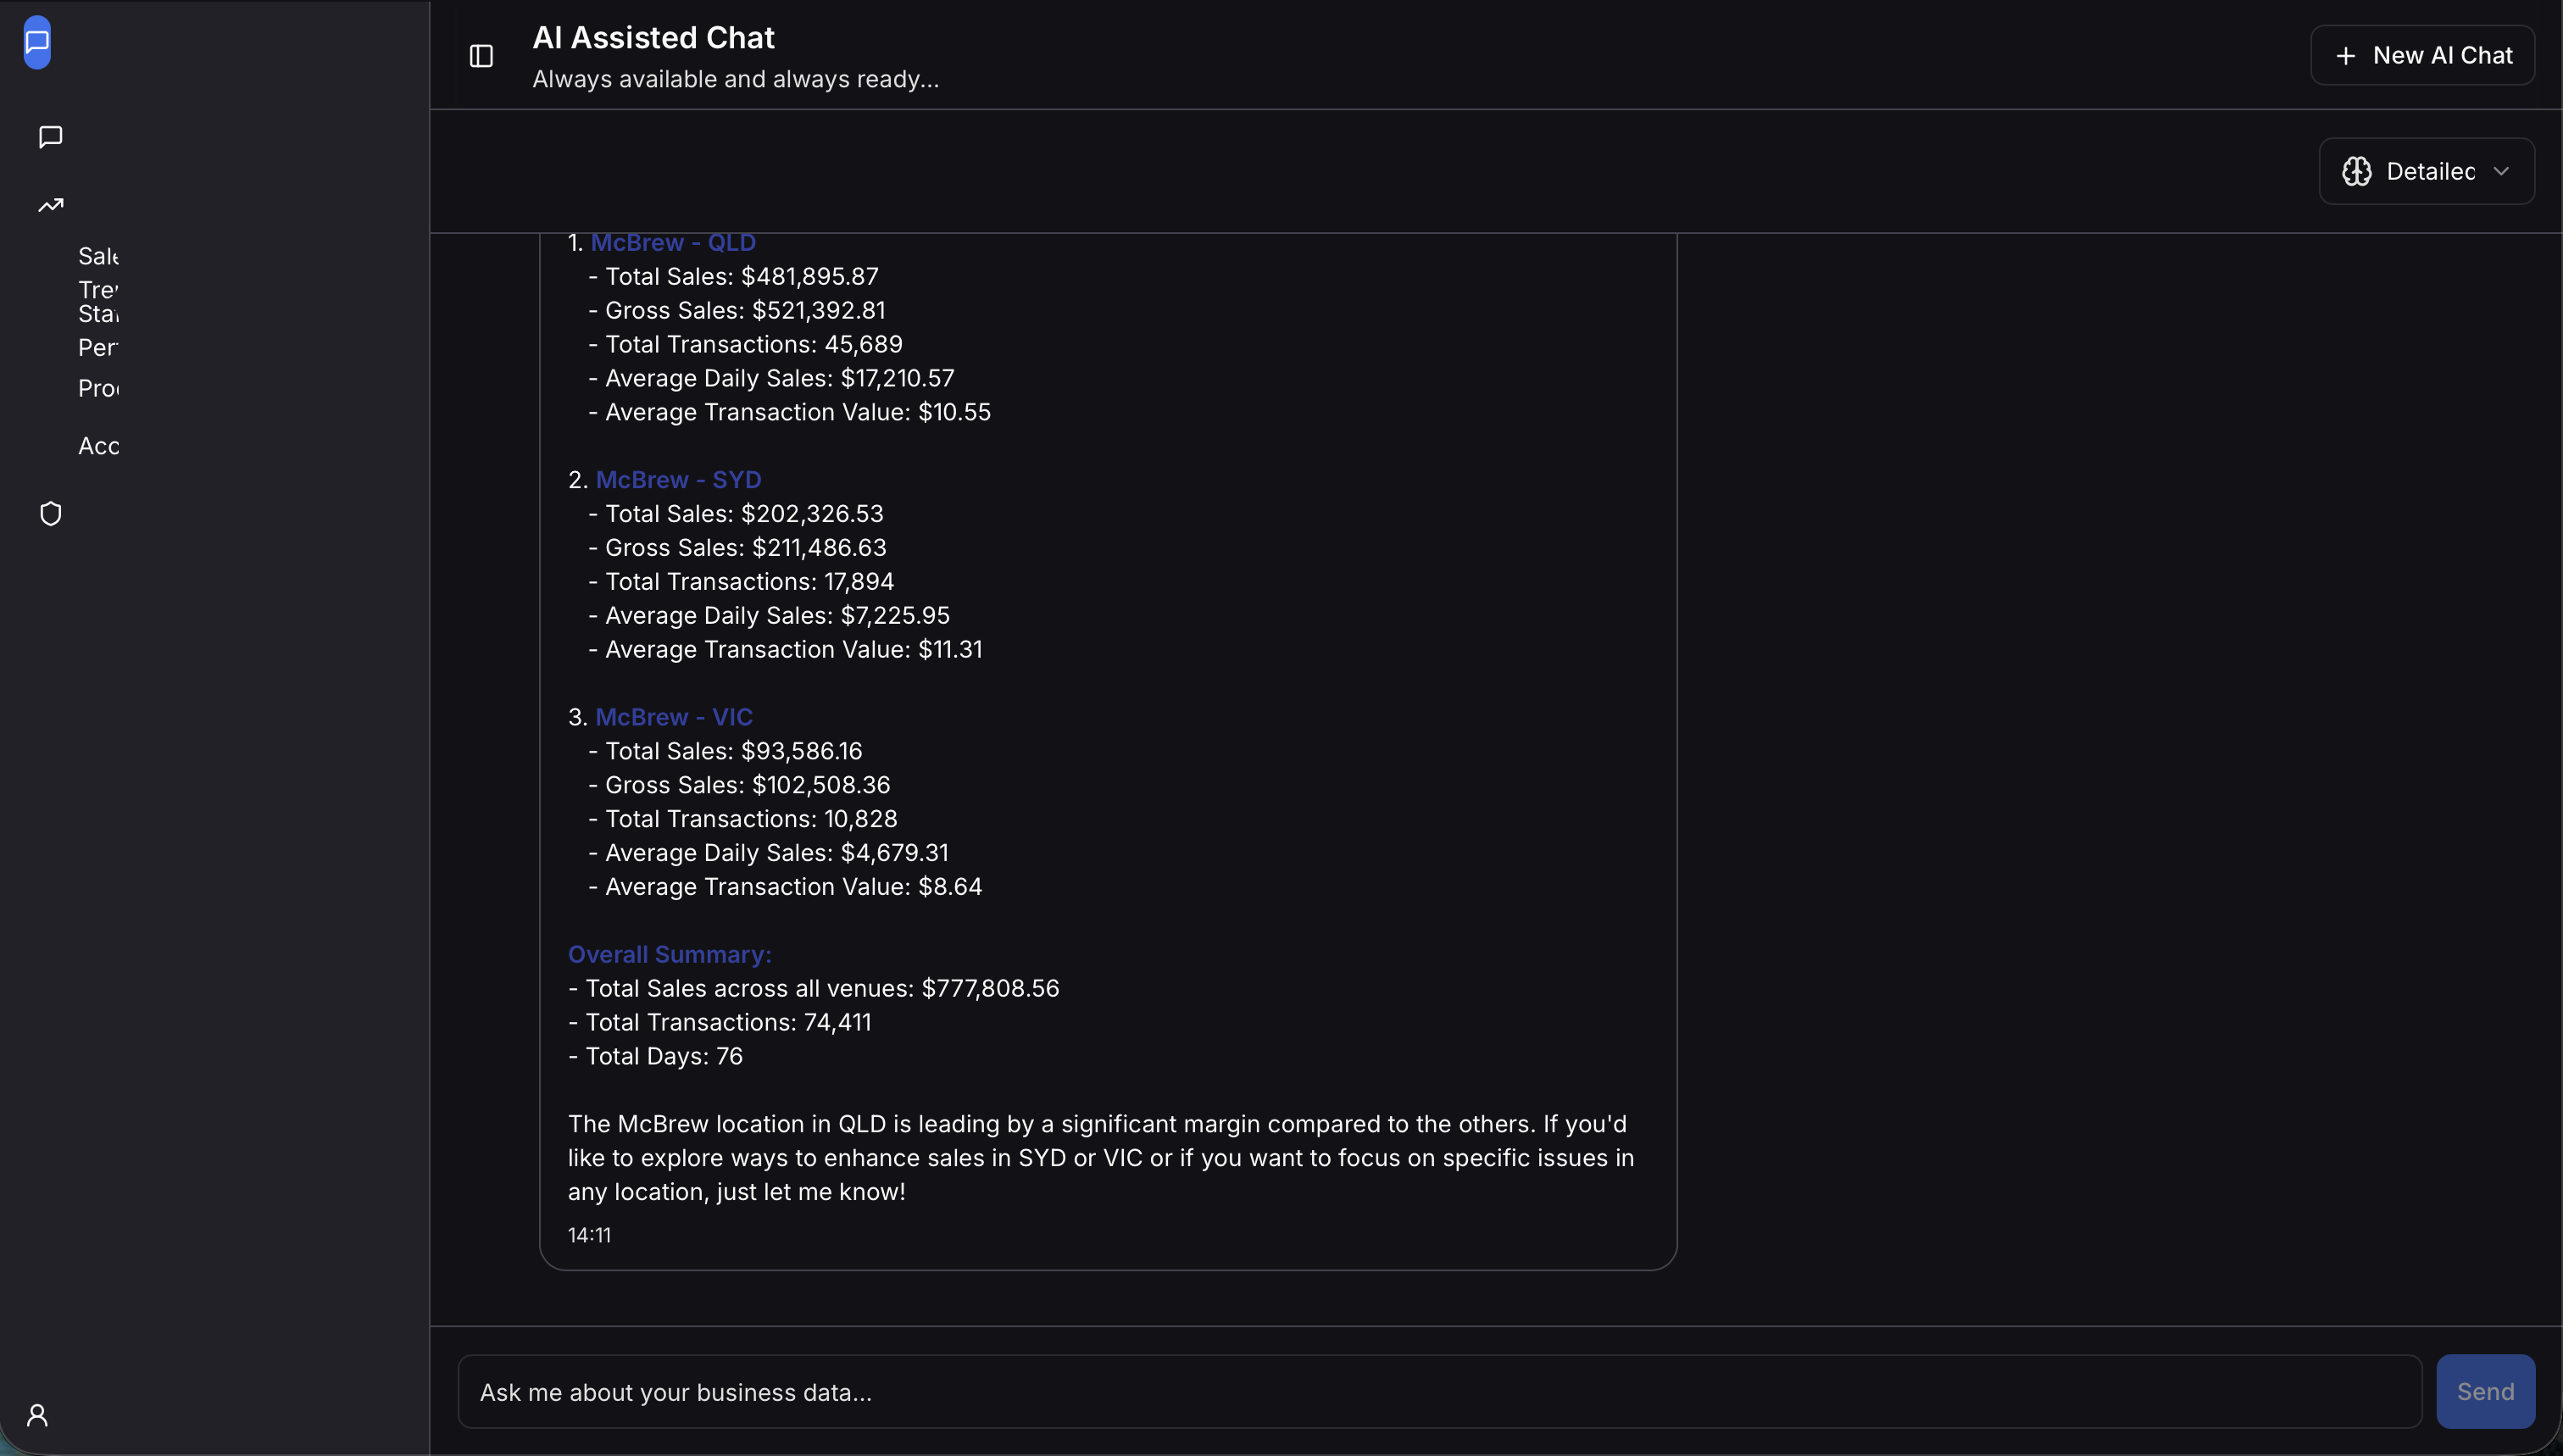 AI Assisted Chat
Always available and always ready...
New AI Chat
Detailed
1. McBrew - QLD
- Total Sales: $481,895.87
- Gross Sales: $521,392.81
- Total Transactions: 45,689
- Average Daily Sales: $17,210.57
- Average Transaction Value: $10.55
2. McBrew - SYD
- Total Sales: $202,326.53
- Gross Sales: $211,486.63
- Total Transactions: 17,894
- Average Daily Sales: $7,225.95
- Average Transaction Value: $11.31
3. McBrew - VIC
- Total Sales: $93,586.16
- Gross Sales: $102,508.36
- Total Transactions: 10,828
- Average Daily Sales: $4,679.31
- Average Transaction Value: $8.64
Overall Summary:
- Total Sales across all venues: $777,808.56
- Total Transactions: 74,411
- Total Days: 76
The McBrew location in QLD is leading by a significant margin compared to the others. If you'd
like to explore ways to enhance sales in SYD or VIC or if you want to focus on specific issues in
any location, just let me know!
14:11
Ask me about your business data...
Send